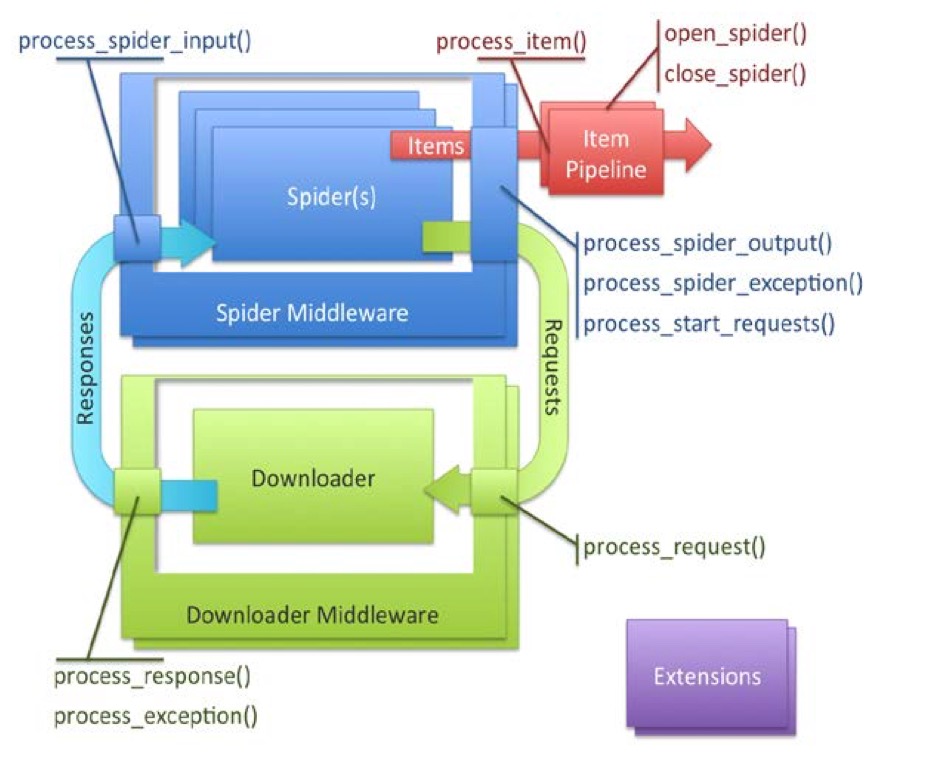 process_spider_input()
process_item()
open_spider()
close_spider()
Items
Item
Pipeline
Spider(s)
process_spider_output()
process_spider_exception()
process_start_requests()
Spider Middleware
Responses
Requests
Downloader
process_request()
Downloader Middleware
process_response()
process_exception()
Extensions